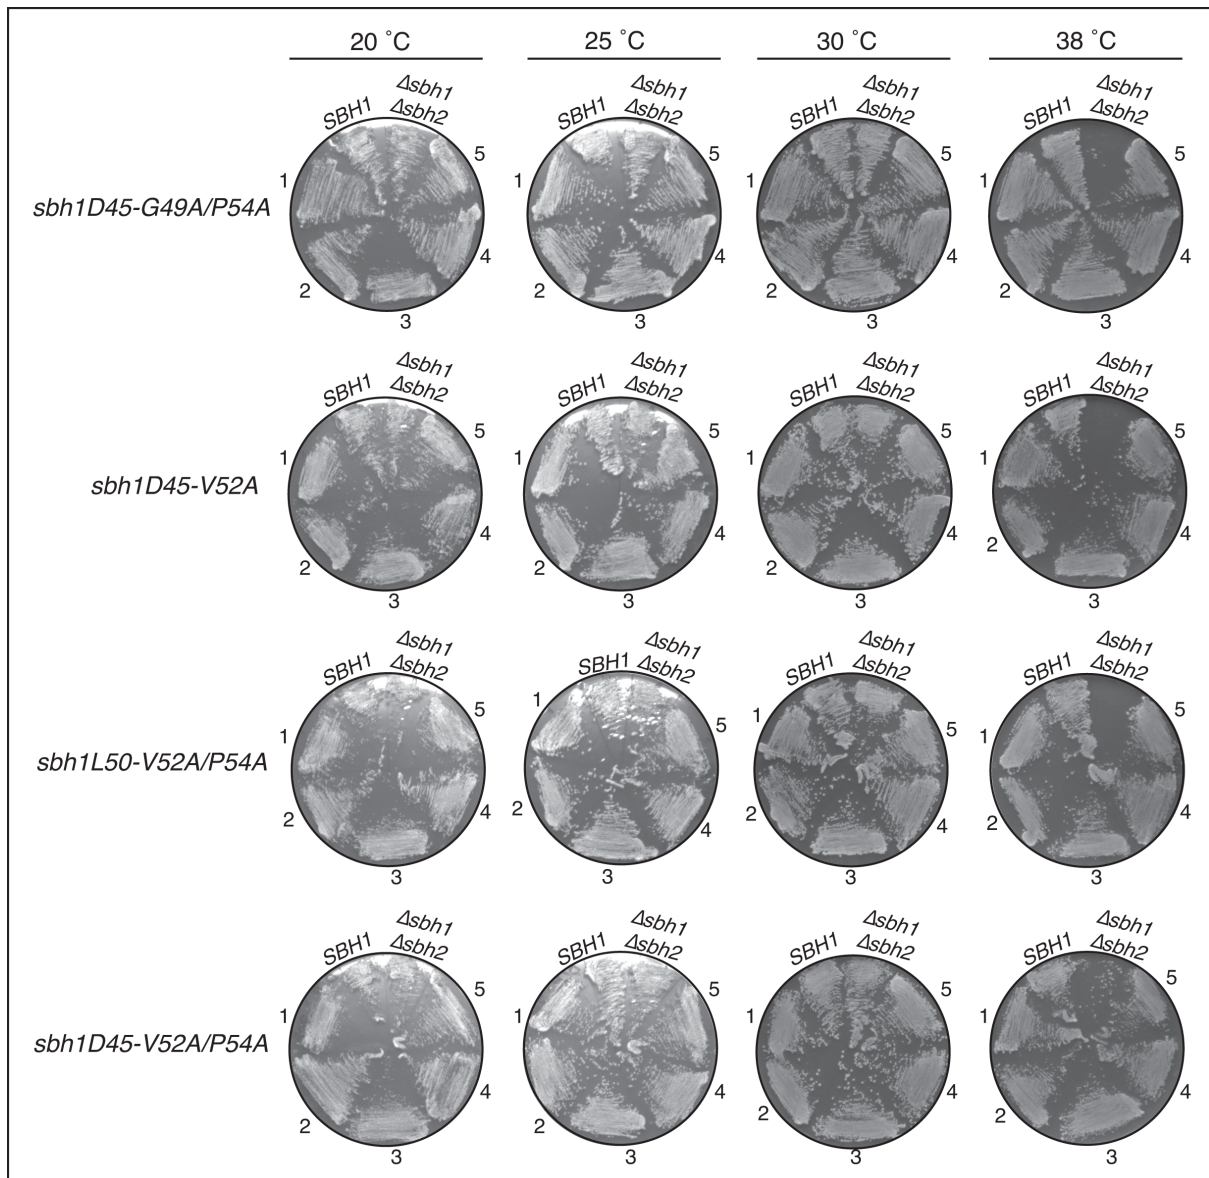 20 °C 25 °C 30 °C 38 °C
Δsbh1 Δsbh1 Δsbh1 Δsbh1
SBH1 Δsbh2 SBH1 Δsbh2 SBH1 Δsbh2 SBH1 Δsbh2
5 5 5 5
1 1 1 1
sbh1D45-G49A/P54A
4 4 4 4
2 2 2 2
3 3 3 3
Δsbh1 Δsbh1 Δsbh1 Δsbh1
SBH1 Δsbh2 SBH1 Δsbh2 SBH1 Δsbh2 SBH1 Δsbh2
5 5 5 5
1 1 1 1
sbh1D45-V52A
4 4 4 4
2 2 2 2
3 3 3 3
Δsbh1 Δsbh1 Δsbh1 Δsbh1
SBH1 Δsbh2 SBH1 Δsbh2 SBH1 Δsbh2 SBH1 Δsbh2
5 5 5 5
1 1 1 1
sbh1L50-V52A/P54A
4 4 4 4
2 2 2 2
3 3 3 3
Δsbh1 Δsbh1 Δsbh1 Δsbh1
SBH1 Δsbh2 SBH1 Δsbh2 SBH1 Δsbh2 SBH1 Δsbh2
5 5 5 5
1 1 1 1
sbh1D45-V52A/P54A
4 4 4 4
2 2 2 2
3 3 3 3